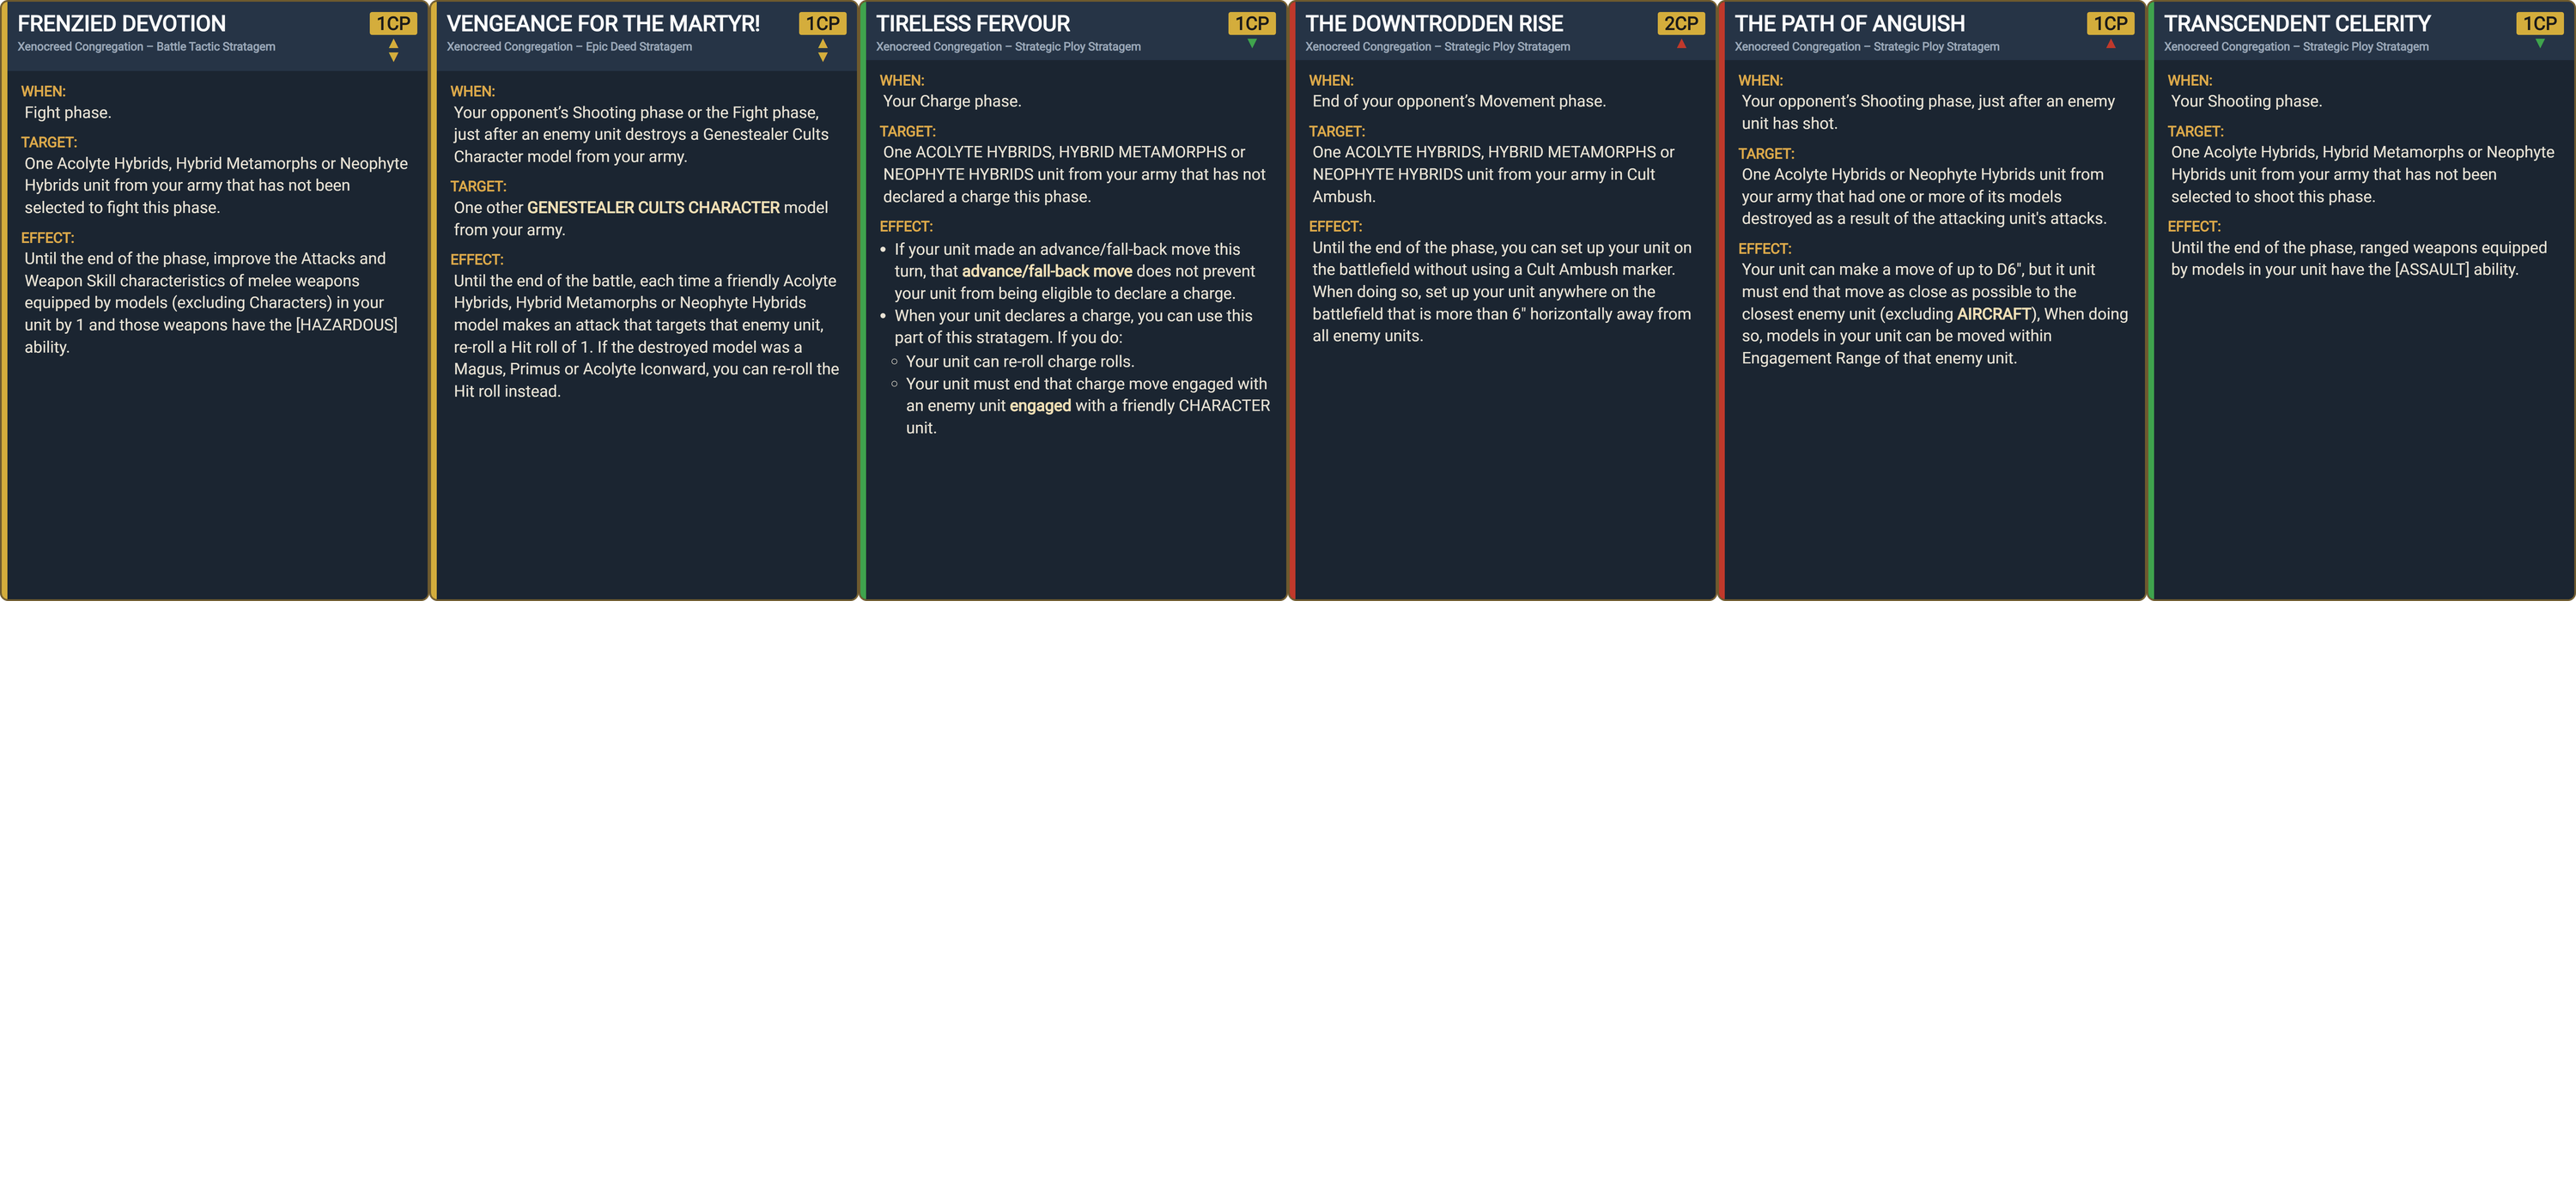 FRENZIED DEVOTION
1CP
Xenocreed Congregation – Battle Tactic Stratagem
WHEN:
Fight phase.
TARGET:
One Acolyte Hybrids, Hybrid Metamorphs or Neophyte
Hybrids unit from your army that has not been
selected to fight this phase.
EFFECT:
Until the end of the phase, improve the Attacks and
Weapon Skill characteristics of melee weapons
equipped by models (excluding Characters) in your
unit by 1 and those weapons have the [HAZARDOUS]
ability.
VENGEANCE FOR THE MARTYR!
1CP
Xenocreed Congregation – Epic Deed Stratagem
WHEN:
Your opponent’s Shooting phase or the Fight phase,
just after an enemy unit destroys a Genestealer Cults
Character model from your army.
TARGET:
One other GENESTEALER CULTS CHARACTER model
from your army.
EFFECT:
Until the end of the battle, each time a friendly Acolyte
Hybrids, Hybrid Metamorphs or Neophyte Hybrids
model makes an attack that targets that enemy unit,
re-roll a Hit roll of 1. If the destroyed model was a
Magus, Primus or Acolyte Iconward, you can re-roll the
Hit roll instead.
TIRELESS FERVOUR
1CP
Xenocreed Congregation – Strategic Ploy Stratagem
WHEN:
Your Charge phase.
TARGET:
One ACOLYTE HYBRIDS, HYBRID METAMORPHS or
NEOPHYTE HYBRIDS unit from your army that has not
declared a charge this phase.
EFFECT:
• If your unit made an advance/fall-back move this
turn, that advance/fall-back move does not prevent
your unit from being eligible to declare a charge.
• When your unit declares a charge, you can use this
part of this stratagem. If you do:
○ Your unit can re-roll charge rolls.
○ Your unit must end that charge move engaged with
an enemy unit engaged with a friendly CHARACTER
unit.
THE DOWNTRODDEN RISE
2CP
Xenocreed Congregation – Strategic Ploy Stratagem
WHEN:
End of your opponent’s Movement phase.
TARGET:
One ACOLYTE HYBRIDS, HYBRID METAMORPHS or
NEOPHYTE HYBRIDS unit from your army in Cult
Ambush.
EFFECT:
Until the end of the phase, you can set up your unit on
the battlefield without using a Cult Ambush marker.
When doing so, set up your unit anywhere on the
battlefield that is more than 6" horizontally away from
all enemy units.
THE PATH OF ANGUISH
1CP
Xenocreed Congregation – Strategic Ploy Stratagem
WHEN:
Your opponent’s Shooting phase, just after an enemy
unit has shot.
TARGET:
One Acolyte Hybrids or Neophyte Hybrids unit from
your army that had one or more of its models
destroyed as a result of the attacking unit's attacks.
EFFECT:
Your unit can make a move of up to D6", but it unit
must end that move as close as possible to the
closest enemy unit (excluding AIRCRAFT), When doing
so, models in your unit can be moved within
Engagement Range of that enemy unit.
TRANSCENDENT CELERITY
1CP
Xenocreed Congregation – Strategic Ploy Stratagem
WHEN:
Your Shooting phase.
TARGET:
One Acolyte Hybrids, Hybrid Metamorphs or Neophyte
Hybrids unit from your army that has not been
selected to shoot this phase.
EFFECT:
Until the end of the phase, ranged weapons equipped
by models in your unit have the [ASSAULT] ability.